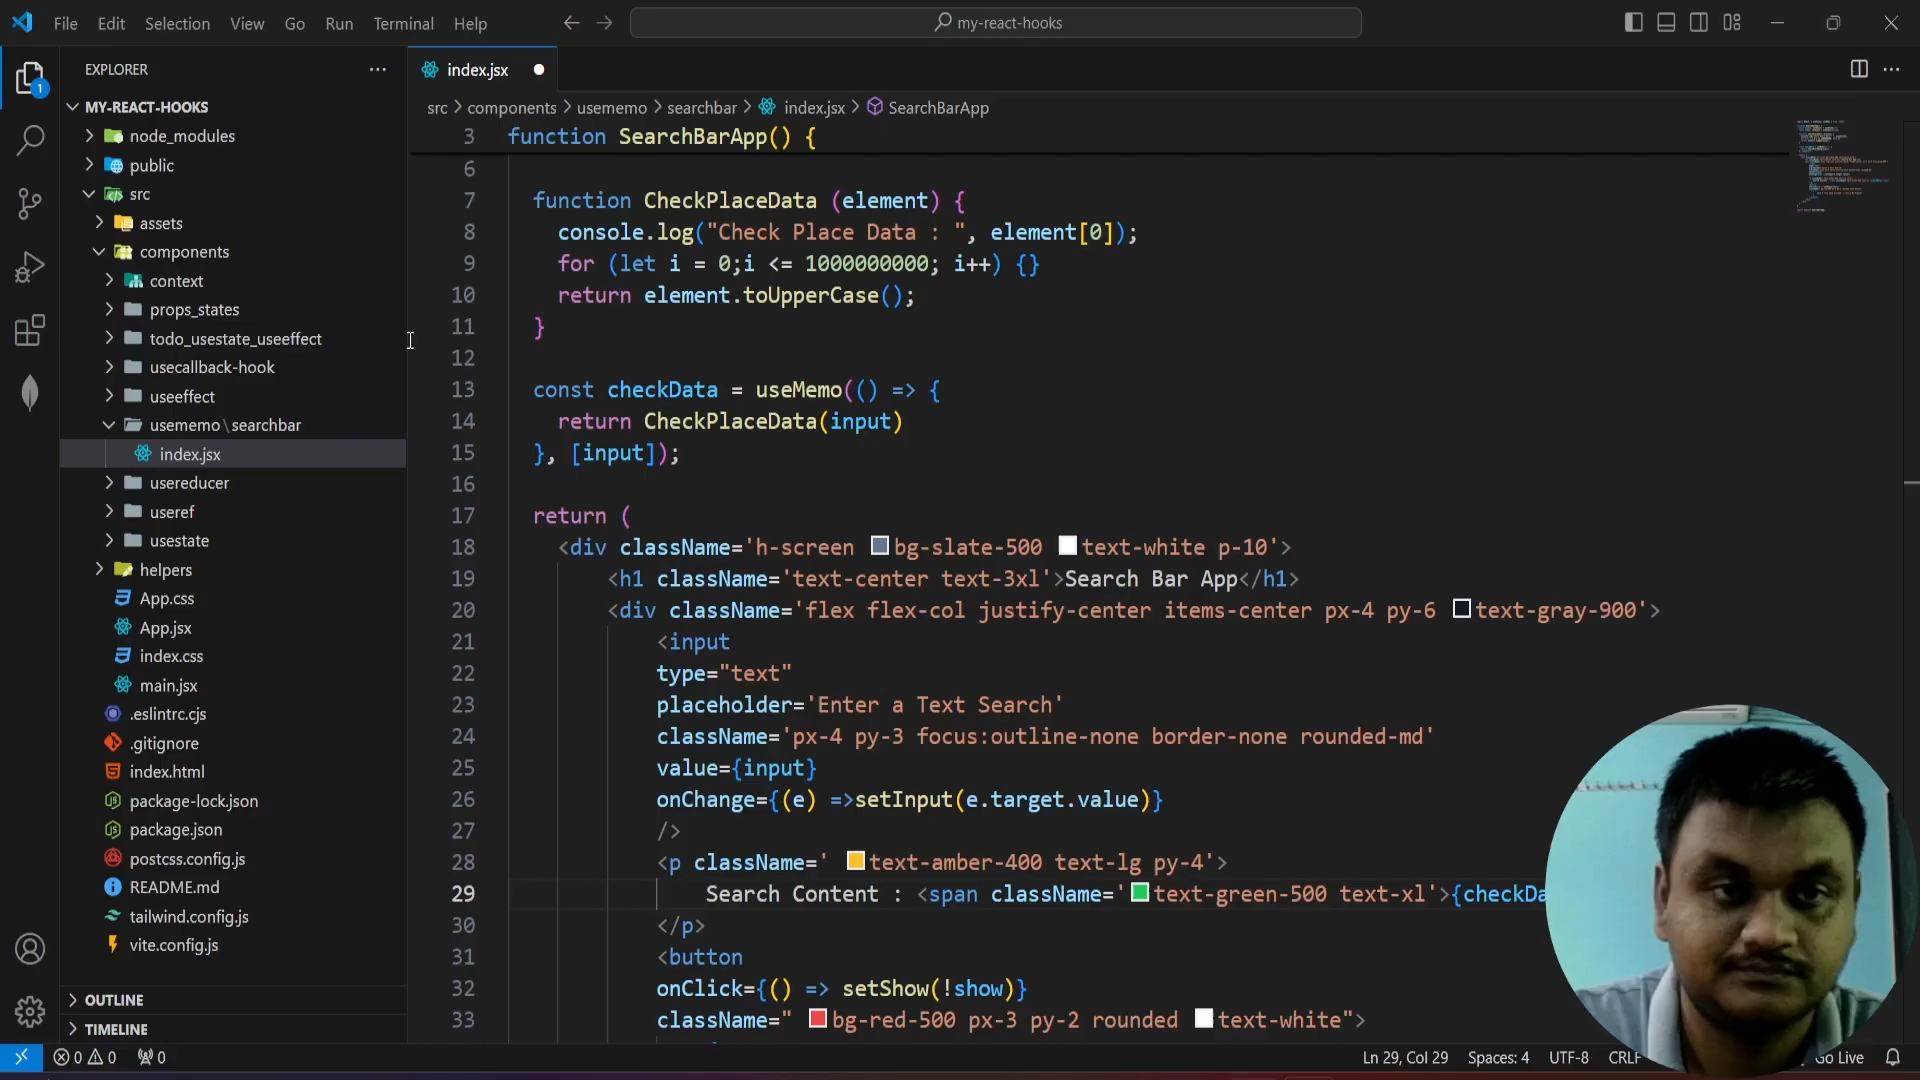 File Edit Selection View Go Run Terminal Help
my-react-hooks
EXPLORER
1
MY-REACT-HOOKS
node_modules
public
src
assets
components
context
props_states
todo_usestate_useeffect
usecallback-hook
useeffect
usememo\searchbar
index.jsx
usereducer
useref
usestate
helpers
App.css
App.jsx
index.css
main.jsx
.eslintrc.cjs
.gitignore
index.html
package-lock.json
package.json
postcss.config.js
README.md
tailwind.config.js
vite.config.js
OUTLINE
TIMELINE
index.jsx
src > components > usememo > searchbar > index.jsx > SearchBarApp
3 function SearchBarApp() {
6
7 function CheckPlaceData (element) {
8 console.log("Check Place Data : ", element[0]);
9 for (let i = 0;i <= 1000000000; i++) {}
10 return element.toUpperCase();
11 }
12
13 const checkData = useMemo(() => {
14 return CheckPlaceData(input)
15 }, [input]);
16
17 return (
18 <div className='h-screen bg-slate-500 text-white p-10'>
19 <h1 className='text-center text-3xl'>Search Bar App</h1>
20 <div className='flex flex-col justify-center items-center px-4 py-6 text-gray-900'>
21 <input
22 type="text"
23 placeholder='Enter a Text Search'
24 className='px-4 py-3 focus:outline-none border-none rounded-md'
25 value={input}
26 onChange={(e) =>setInput(e.target.value)}
27 />
28 <p className=' text-amber-400 text-lg py-4'>
29 Search Content : <span className=' text-green-500 text-xl'>{checkDa
30 </p>
31 <button
32 onClick={() => setShow(!show)}
33 className=" bg-red-500 px-3 py-2 rounded text-white">
0 0 0
Ln 29, Col 29 Spaces: 4 UTF-8 CRLF Go Live